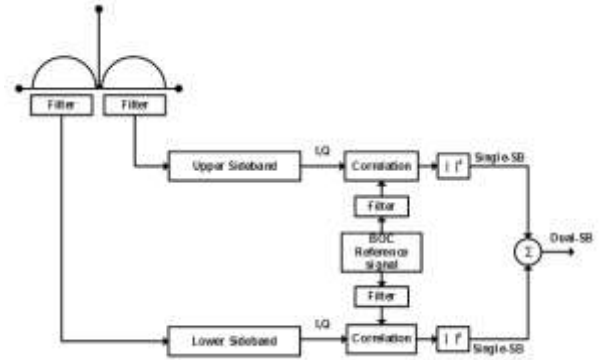 Filter
Filter
I,Q
Single-SB
Upper Sideband
Correlation
| |²
Filter
BOC
Reference
signal
Dual-SB
Σ
Filter
I,Q
Lower Sideband
Correlation
| |²
Single-SB